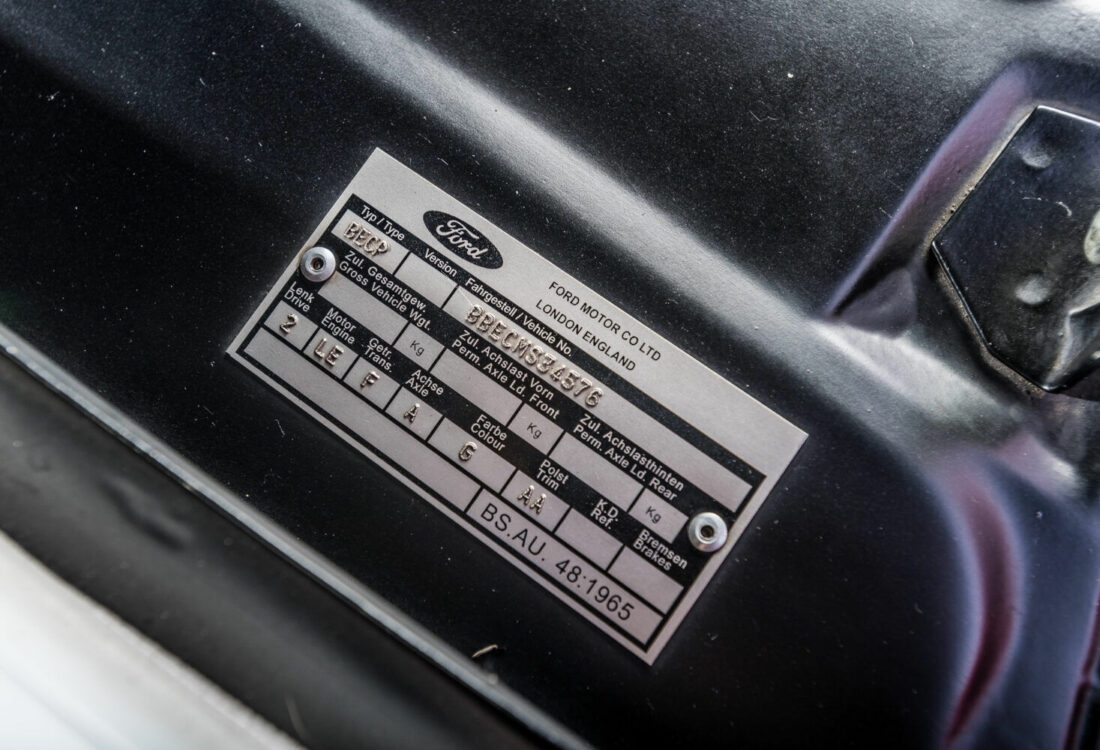 Ford
FORD MOTOR CO LTD
LONDON ENGLAND
Typ / Type Version Fahrgestell / Vehicle No.
BECP BBECMS34576
Zul. Gesamtgew. Zul. Achslast Vorn Zul. Achslasthinten
Gross Vehicle Wgt. Perm. Axle Ld. Front Perm. Axle Ld. Rear
Kg Kg Kg
Lenk Motor Getr. Achse Farbe Polst K.D. Bremsen
Drive Engine Trans. Axle Colour Trim Ref. Brakes
2 LE F A G AA
BS.AU. 48:1965